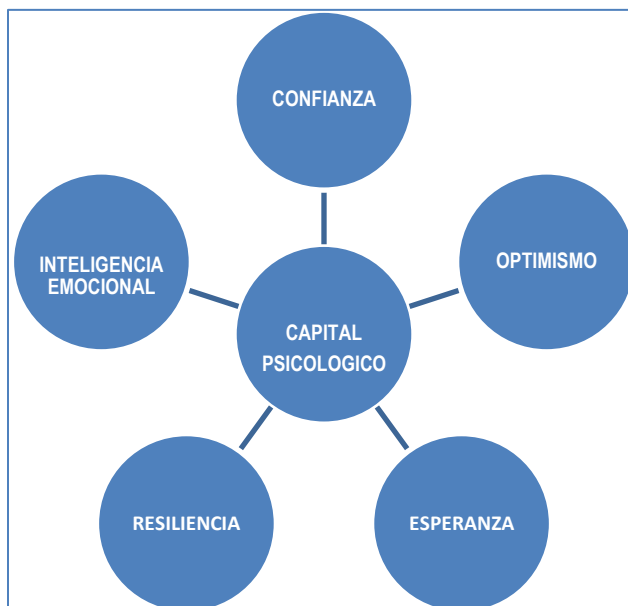 CONFIANZA
OPTIMISMO
INTELIGENCIA
EMOCIONAL
CAPITAL
PSICOLOGICO
RESILIENCIA
ESPERANZA